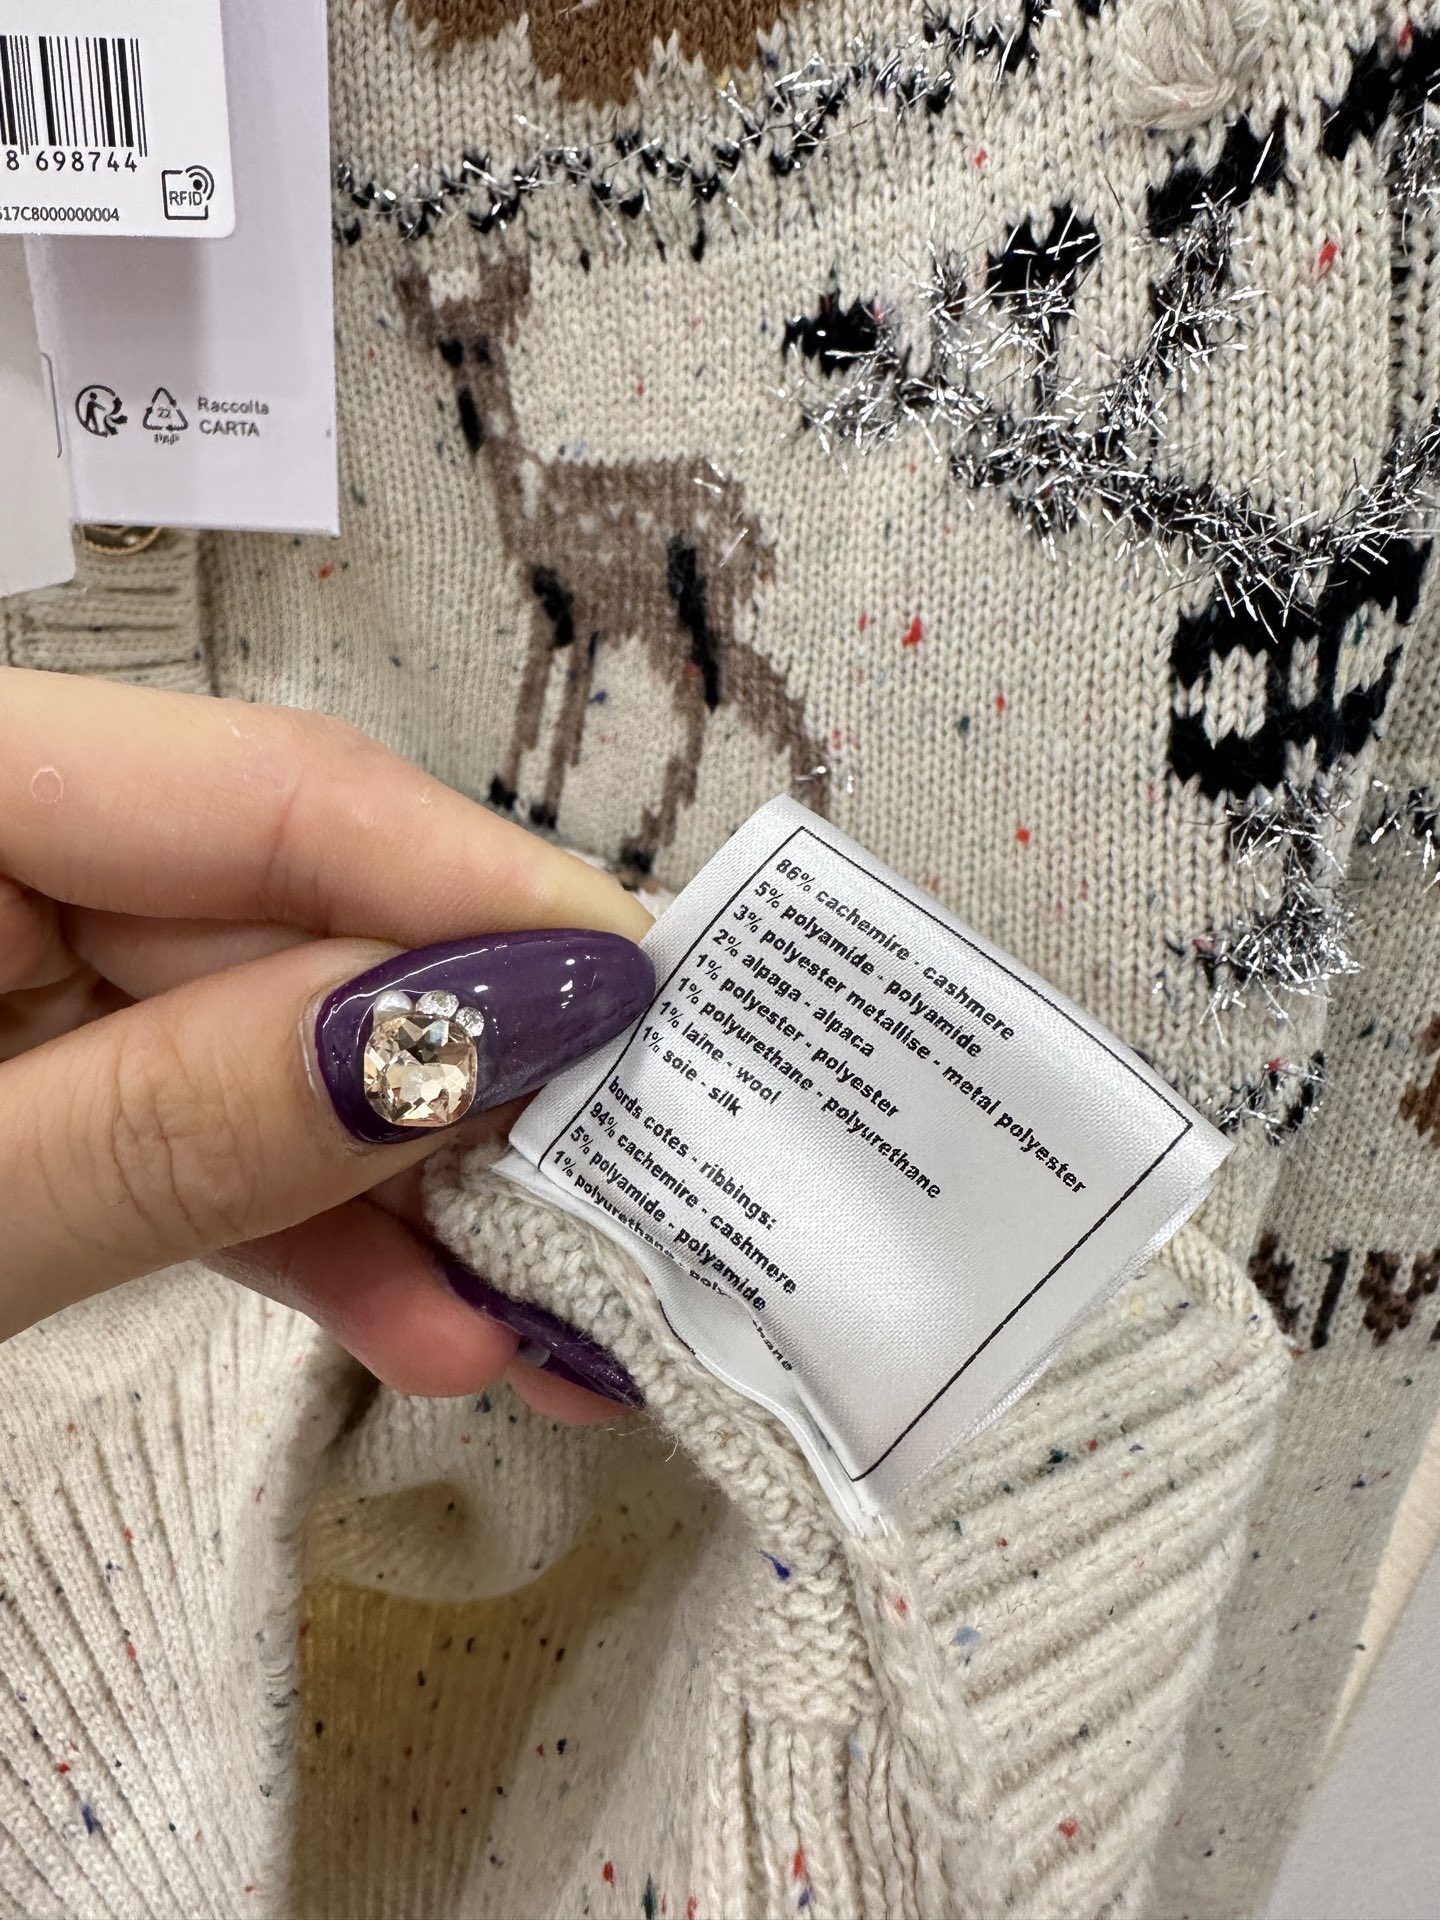 8 698744
RFID
517C8000000004
22
Raccolta
CARTA
86% cachemire - cashmere
5% polyamide - polyamide
3% polyester metallise - metal polyester
2% alpaga - alpaca
1% polyester - polyester
1% polyurethane - polyurethane
1% laine - wool
1% soie - silk
bords cotes - ribbings:
94% cachemire - cashmere
5% polyamide - polyamide
1% polyurethane